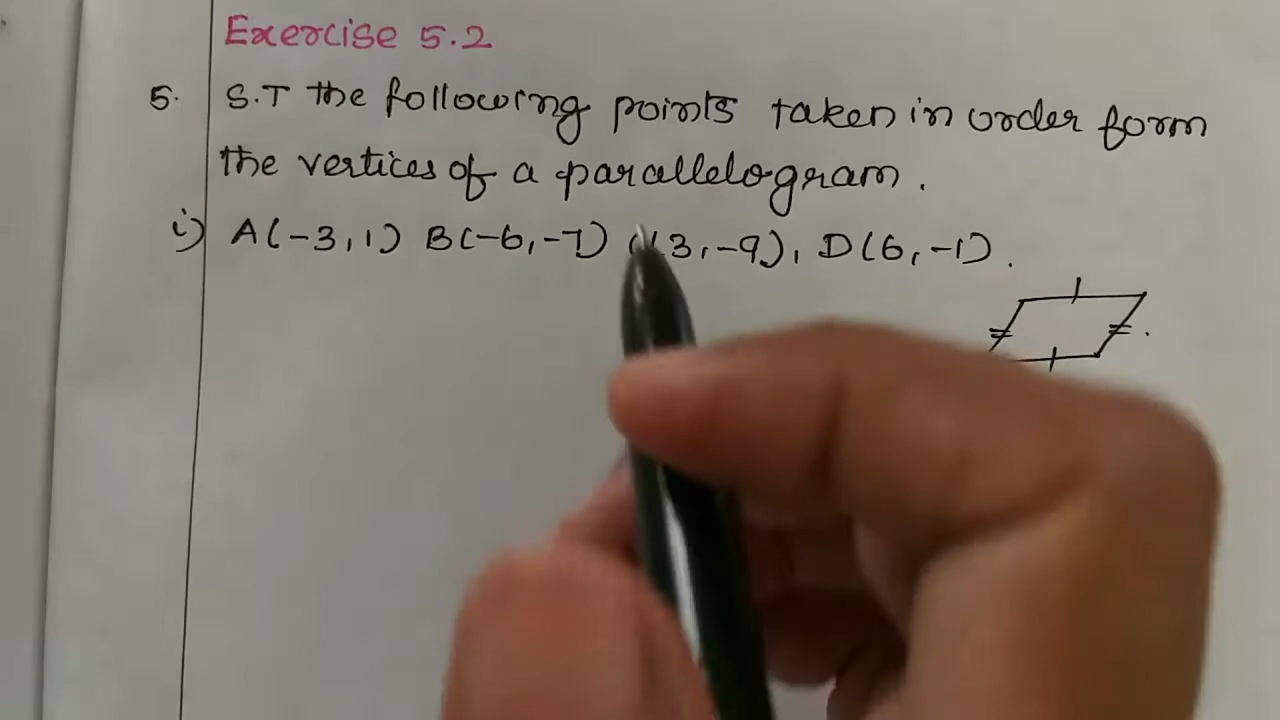 Exercise 5.2
5. S.T the following points taken in order form
the vertices of a parallelogram.
i) A(-3,1) B(-6,-7) (3,-9), D(6,-1).